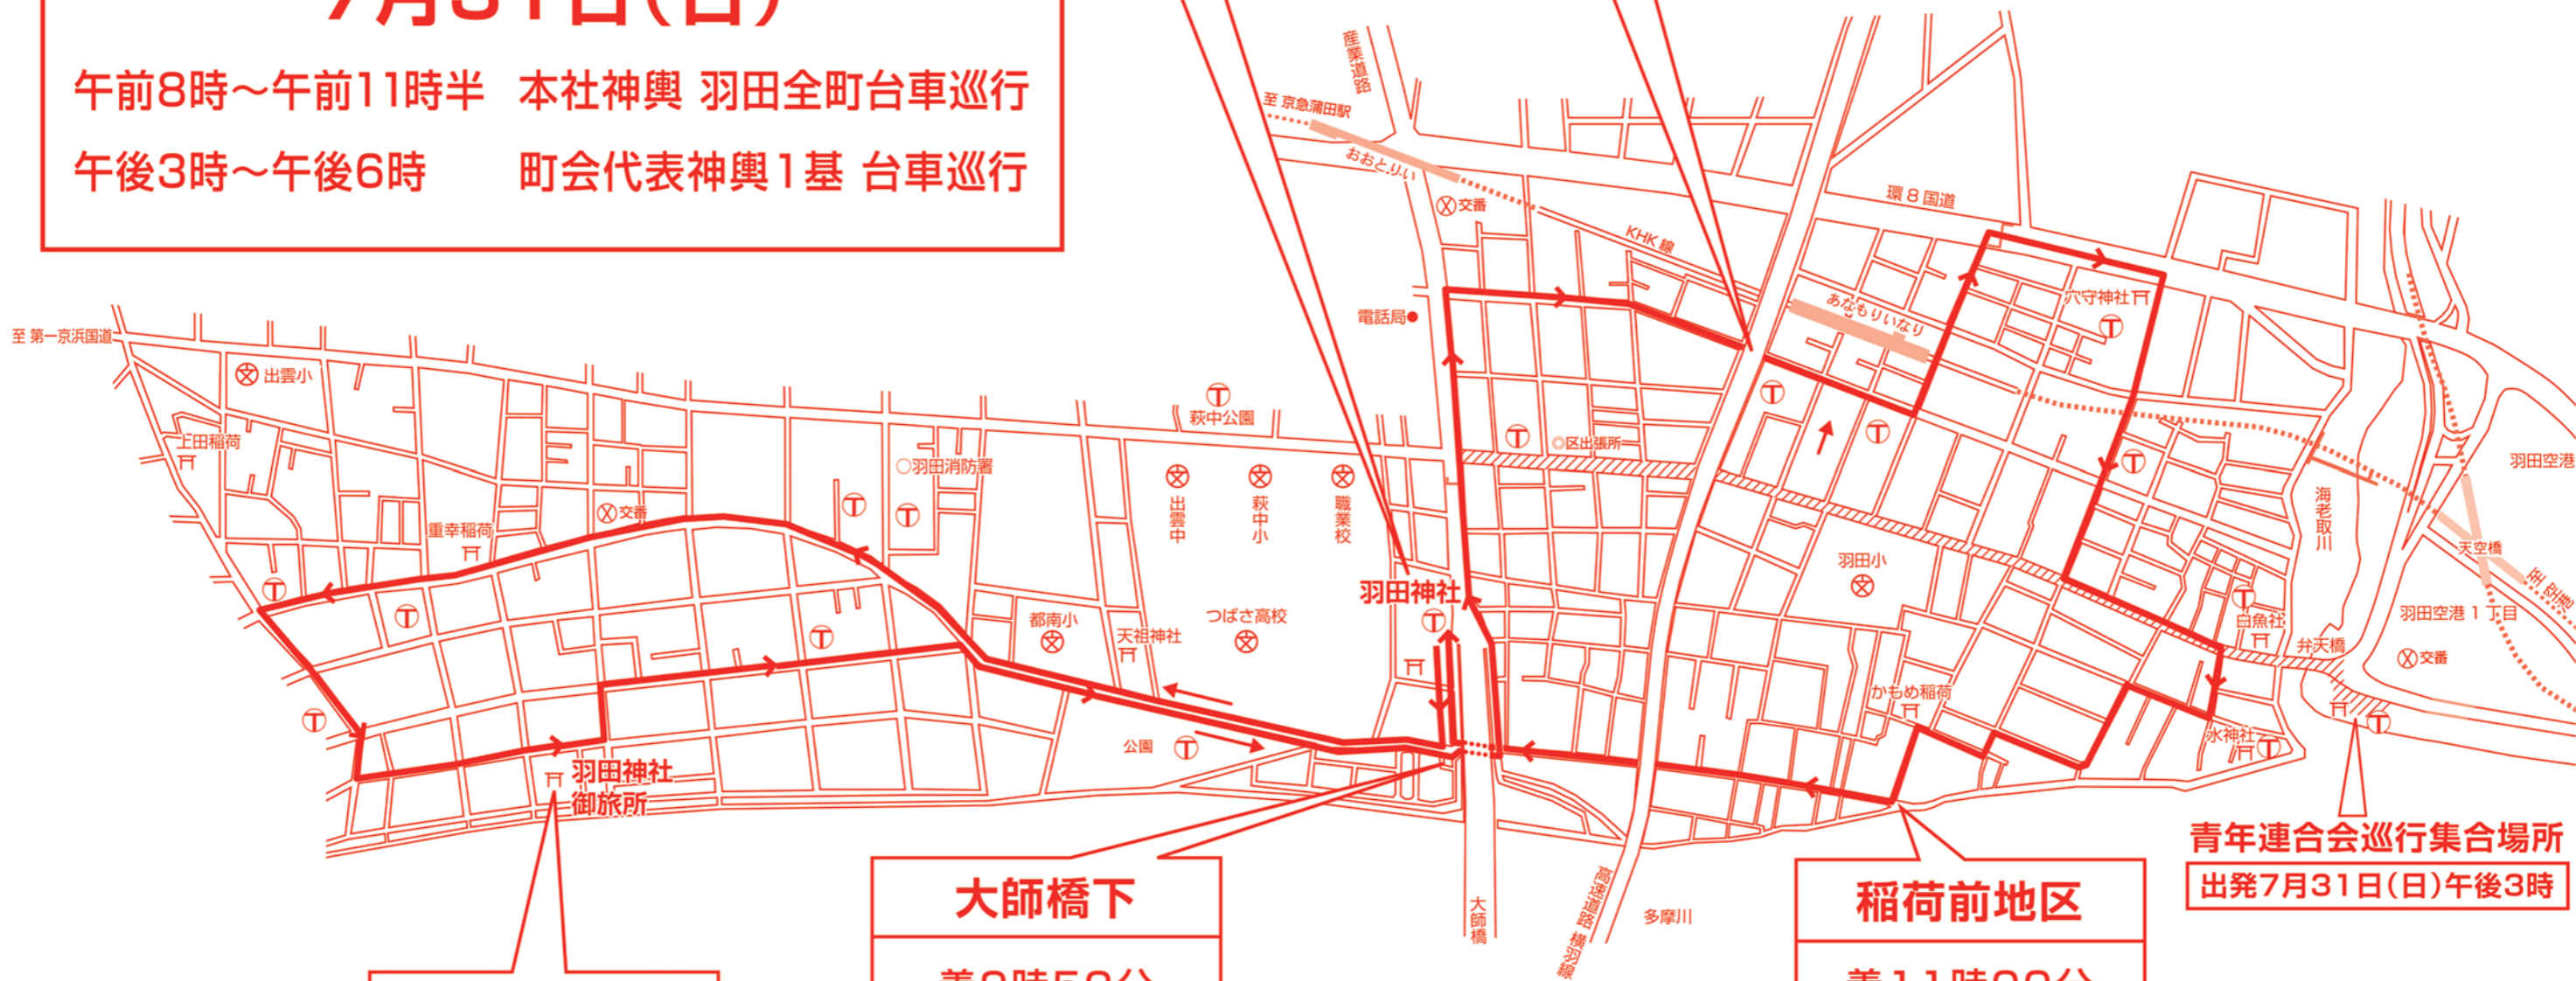 7月31日(日)
午前8時～午前11時半 本社神輿 羽田全町台車巡行
午後3時～午後6時 町会代表神輿1基 台車巡行
産業道路
至 京急蒲田駅
おおとりい
交番
KHK 線
環8国道
電話局
あなもりいなり
穴守神社
至 第一京浜国道
出雲小
上田稲荷
重幸稲荷
交番
羽田消防署
萩中公園
出雲中
萩中小
職業校
区出張所
羽田小
海老取川
羽田空港
天空橋
至 空港
羽田空港1丁目
交番
白魚社
弁天橋
水神社
かもめ稲荷
羽田神社
都南小
天祖神社
つばさ高校
公園
羽田神社
御旅所
大師橋下
大師橋
高速道路 横羽線
多摩川
稲荷前地区
青年連合会巡行集合場所
出発7月31日(日)午後3時